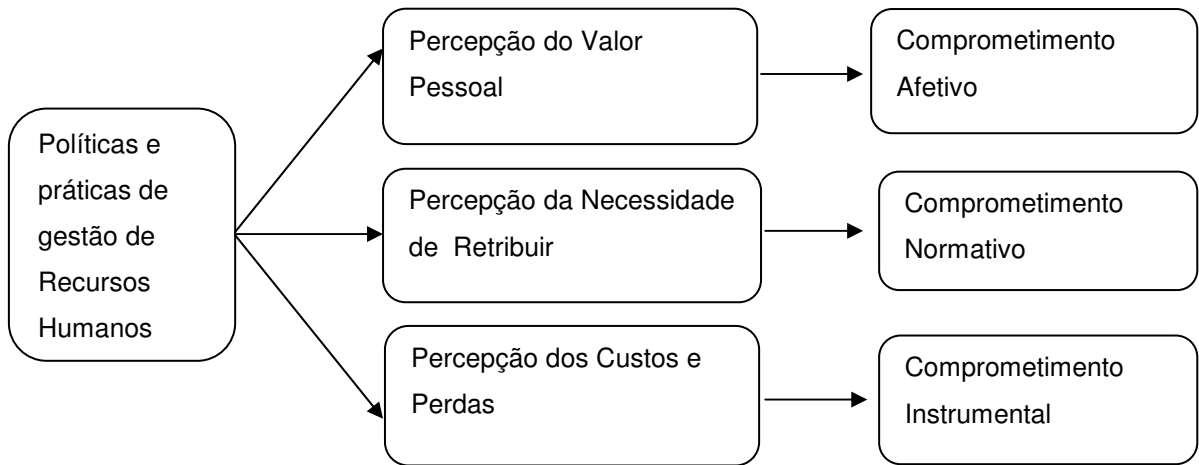 Políticas e
práticas de
gestão de
Recursos
Humanos
Percepção do Valor
Pessoal
Comprometimento
Afetivo
Percepção da Necessidade
de Retribuir
Comprometimento
Normativo
Percepção dos Custos e
Perdas
Comprometimento
Instrumental